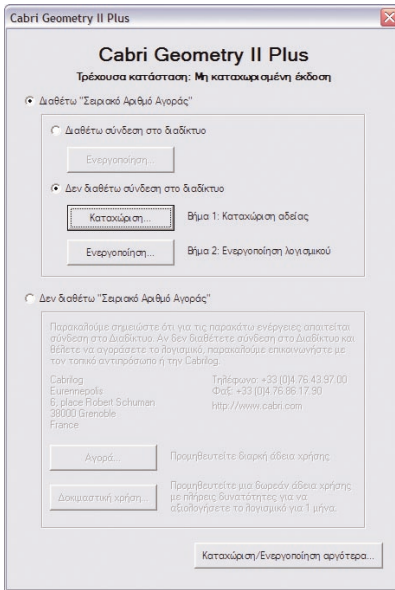 Cabri Geometry II Plus
Cabri Geometry II Plus
Τρέχουσα κατάσταση: Μη καταχωρισμένη έκδοση
Διαθέτω "Σειριακό Αριθμό Αγοράς"
Διαθέτω σύνδεση στο διαδίκτυο
Ενεργοποίηση...
Δεν διαθέτω σύνδεση στο διαδίκτυο
Καταχώριση... Βήμα 1: Καταχώριση αδείας
Ενεργοποίηση... Βήμα 2: Ενεργοποίηση λογισμικού
Δεν διαθέτω "Σειριακό Αριθμό Αγοράς"
Παρακαλούμε σημειώστε ότι για τις παρακάτω ενέργειες απαιτείται
σύνδεση στο Διαδίκτυο. Αν δεν διαθέτετε σύνδεση στο Διαδίκτυο και
θέλετε να αγοράσετε το λογισμικό, παρακαλούμε επικοινωνήστε με
τον τοπικό αντιπρόσωπο ή την Cabrilog.
Cabrilog Τηλέφωνο: +33 (0)4.76.43.97.00
Eurennepolis Φαξ: +33 (0)4.76.86.17.90
6, place Robert Schuman http://www.cabri.com
38000 Grenoble
France
Αγορά... Προμηθευτείτε διαρκή άδεια χρήσης
Δοκιμαστική χρήση... Προμηθευτείτε μια δωρεάν άδεια χρήσης
με πλήρεις δυνατότητες για να
αξιολογήσετε το λογισμικό για 1 μήνα.
Καταχώριση/Ενεργοποίηση αργότερα...